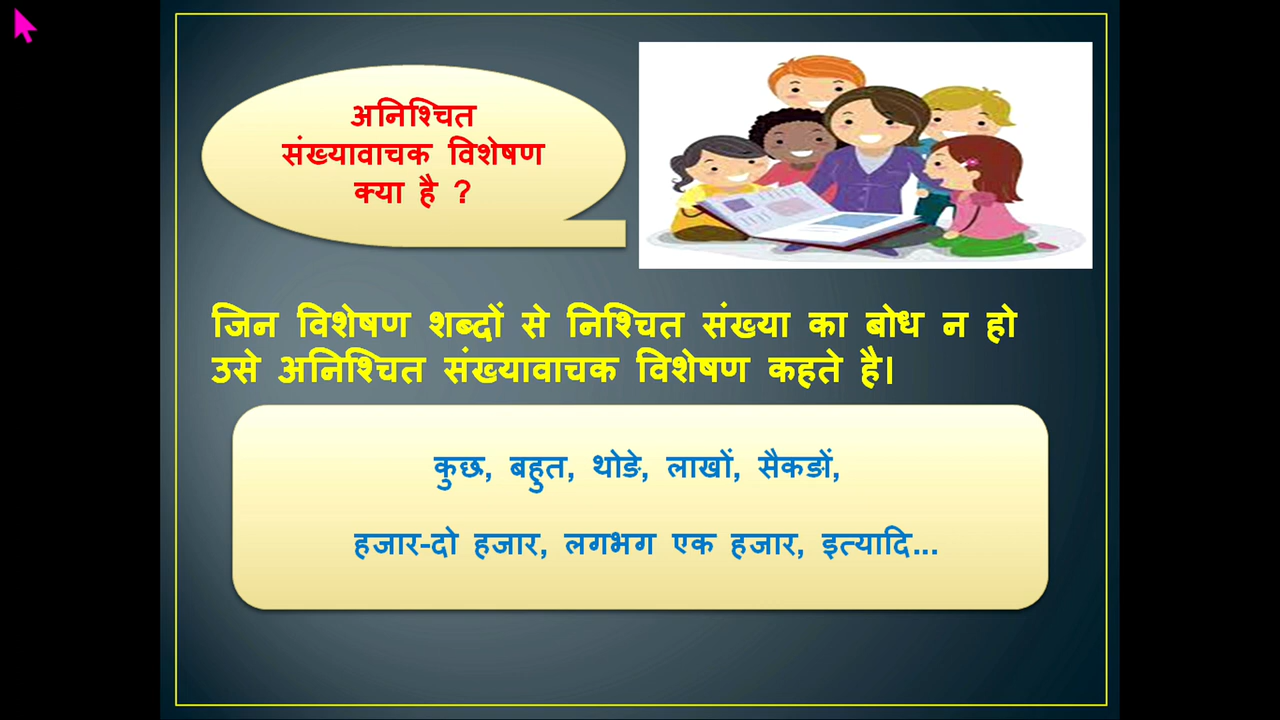 अनिश्चित
संख्यावाचक विशेषण
क्या है ?
जिन विशेषण शब्दों से निश्चित संख्या का बोध न हो
उसे अनिश्चित संख्यावाचक विशेषण कहते है।
कुछ, बहुत, थोडे, लाखों, सैकडों,
हजार-दो हजार, लगभग एक हजार, इत्यादि...